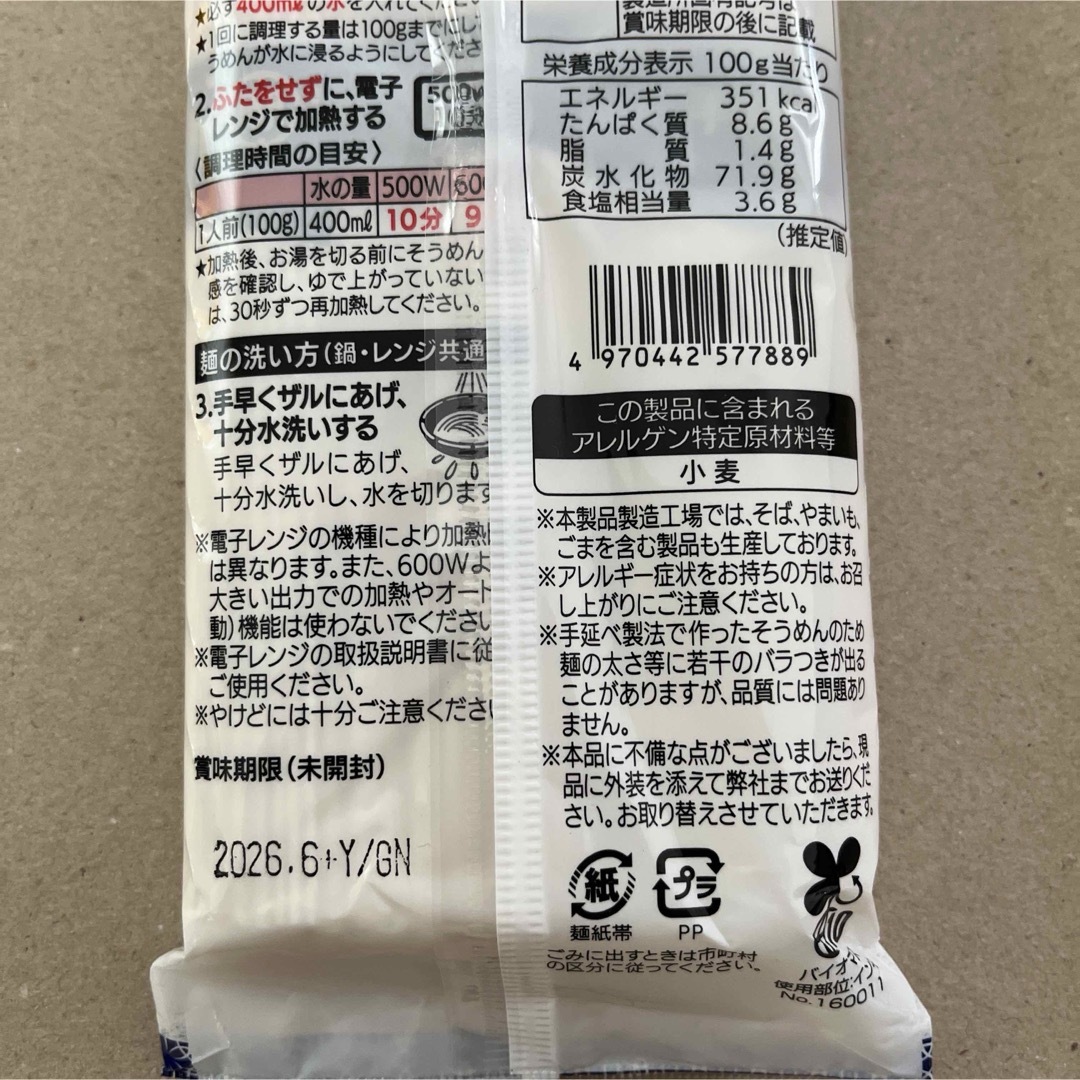 ★必ず400mlの水を入れてくださ
★1回に調理する量は100gまでにし
うめんが水に浸るようにしてくださ
2.ふたをせずに、電子
レンジで加熱する
500W
〈調理時間の目安〉
水の量 500W 600
1人前(100g) 400ml 10分 9
★加熱後、お湯を切る前にそうめん
感を確認し、ゆで上がっていない
は、30秒ずつ再加熱してください。
麺の洗い方(鍋・レンジ共通
3.手早くザルにあげ、
十分水洗いする
手早くザルにあげ、
十分水洗いし、水を切ります
※電子レンジの機種により加熱
は異なります。また、600Wよ
大きい出力での加熱やオート
動)機能は使わないでくださ
※電子レンジの取扱説明書に従
ご使用ください。
※やけどには十分ご注意くださ
賞味期限(未開封)
2026.6+Y/GN
製造所固有記号は
賞味期限の後に記載
栄養成分表示 100g当たり
エネルギー 351kcal
たんぱく質 8.6g
脂質 1.4g
炭水化物 71.9g
食塩相当量 3.6g
(推定値)
4 970442 577889
この製品に含まれる
アレルゲン特定原材料等
小麦
※本製品製造工場では、そば、やまいも、
ごまを含む製品も生産しております。
※アレルギー症状をお持ちの方は、お召
し上がりにご注意ください。
※手延べ製法で作ったそうめんのため
麺の太さ等に若干のバラつきが出る
ことがありますが、品質には問題あり
ません。
※本品に不備な点がございましたら、現
品に外装を添えて弊社までお送りくだ
さい。お取り替えさせていただきます。
紙
麺紙帯
プラ
PP
ごみに出すときは市町村
の区分に従ってください。
バイオ
使用部位:イン
No.160011